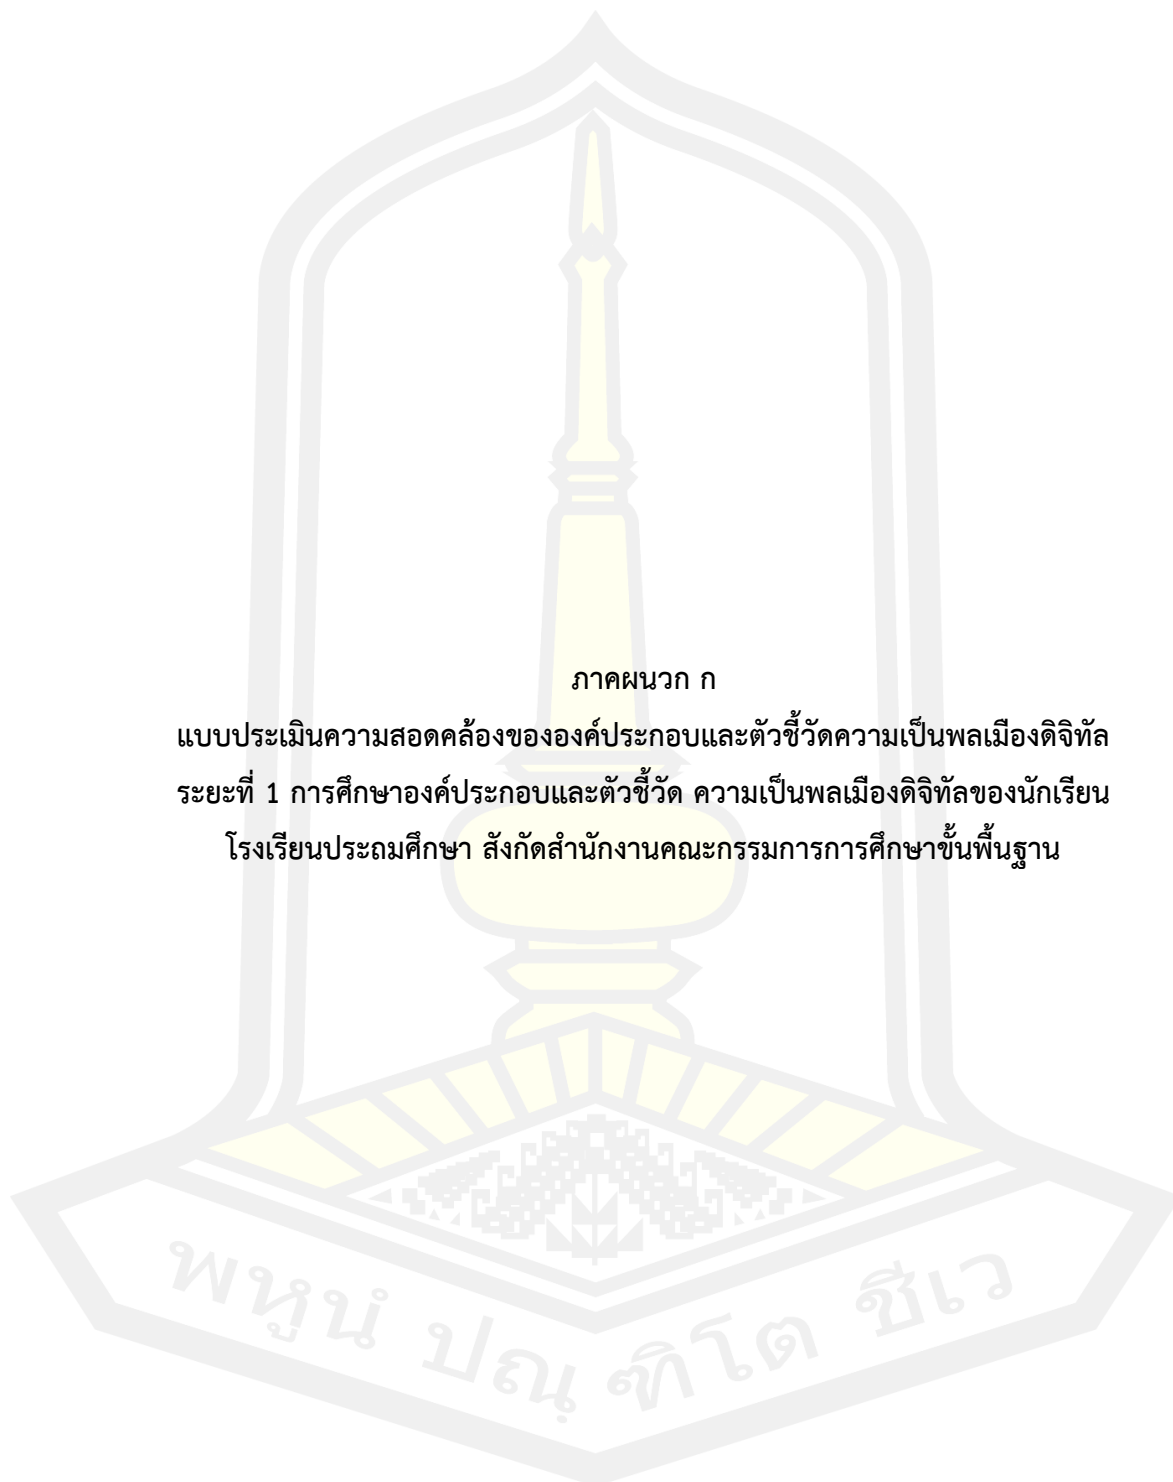 ภาคผนวก ก
แบบประเมินความสอดคล้องขององค์ประกอบและตัวชี้วัดความเป็นพลเมืองดิจิทัล
ระยะที่ 1 การศึกษาองค์ประกอบและตัวชี้วัด ความเป็นพลเมืองดิจิทัลของนักเรียน
โรงเรียนประถมศึกษา สังกัดสำนักงานคณะกรรมการการศึกษาขั้นพื้นฐาน
พหูนํ ปณฺฑิโต ชีเว